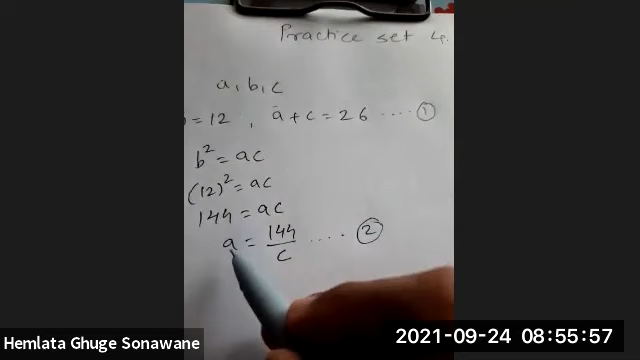 Practice set 4.
a, b, c
= 12 , a + c = 26 .... ①
b² = ac
(12)² = ac
144 = ac
a = 144/c .... ②
Hemlata Ghuge Sonawane
2021-09-24 08:55:57